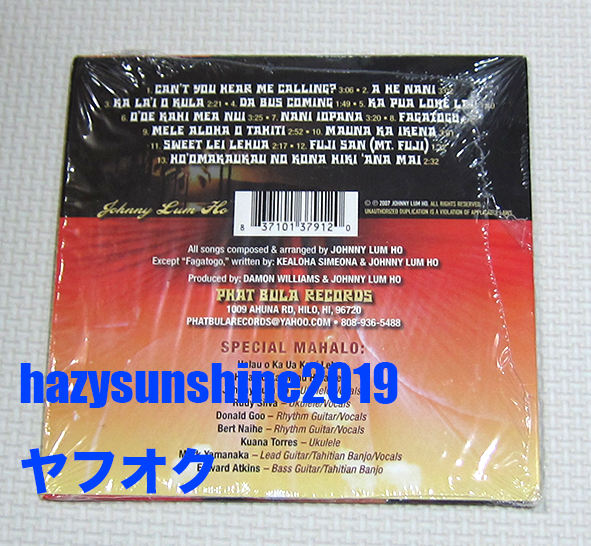 1. CAN'T YOU HEAR ME CALLING? 3:06 • 2. A HE NANI
3. KA LA'I O KULA 2:21 • 4. DA BUS COMING 1:49 • 5. KA PUA LOKE
6. O'OE KAHI MEA NUI 3:25 • 7. NANI IOPANA 3:20 • 8. FAGATOGO
9. MELE ALOHA O TAHITI 2:52 • 10. MAUNA KA IKENA
11. SWEET LEI LEHUA 2:17 • 12. FUJI SAN (MT. FUJI)
13. HO'OMAKAUKAU NO KONA HIKI 'ANA MAI 2:32
Johnny Lum Ho
8 37101 37912 0
© ℗ 2007 JOHNNY LUM HO. ALL RIGHTS RESERVED.
UNAUTHORIZED DUPLICATION IS A VIOLATION OF APPLICABLE LAWS.
All songs composed & arranged by JOHNNY LUM HO
Except "Fagatogo," written by: KEALOHA SIMEONA & JOHNNY LUM HO
Produced by: DAMON WILLIAMS & JOHNNY LUM HO
PHAT BULA RECORDS
1009 AHUNA RD, HILO, HI, 96720
PHATBULARECORDS@YAHOO.COM • 808-936-5488
SPECIAL MAHALO:
Halau o Ka Ua
hazysunshine2019
Rudy Silva – Ukulele/Vocals
Donald Goo – Rhythm Guitar/Vocals
Bert Naihe – Rhythm Guitar/Vocals
Kuana Torres – Ukulele
Mark Yamanaka – Lead Guitar/Tahitian Banjo/Vocals
Edward Atkins – Bass Guitar/Tahitian Banjo
ヤフオク